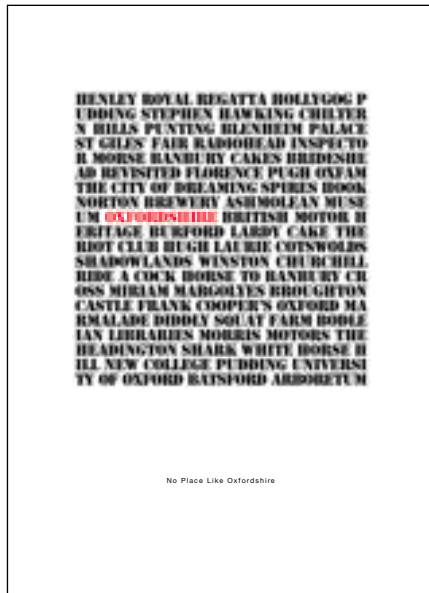 HENLEY ROYAL REGATTA HOLLYGOG P
UDDING STEPHEN HAWKING CHILTER
N HILLS PUNTING BLENHEIM PALACE
ST GILES' FAIR RADIOHEAD INSPECTO
R MORSE BANBURY CAKES BRIDESHE
AD REVISITED FLORENCE PUGH OXFAM
THE CITY OF DREAMING SPIRES HOOK
NORTON BREWERY ASHMOLEAN MUSE
UM OXFORDSHIRE BRITISH MOTOR H
ERITAGE BURFORD LARDY CAKE THE
RIOT CLUB HUGH LAURIE COTSWOLDS
SHADOWLANDS WINSTON CHURCHILL
RIDE A COCK HORSE TO BANBURY CR
OSS MIRIAM MARGOLYES BROUGHTON
CASTLE FRANK COOPER'S OXFORD MA
RMALADE DIDDLY SQUAT FARM BODLE
IAN LIBRARIES MORRIS MOTORS THE
HEADINGTON SHARK WHITE HORSE H
ILL NEW COLLEGE PUDDING UNIVERSI
TY OF OXFORD BATSFORD ARBORETUM
No Place Like Oxfordshire